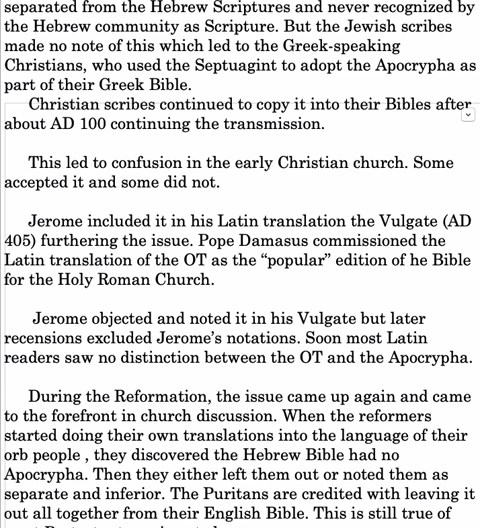 separated from the Hebrew Scriptures and never recognized by
the Hebrew community as Scripture. But the Jewish scribes
made no note of this which led to the Greek-speaking
Christians, who used the Septuagint to adopt the Apocrypha as
part of their Greek Bible.
Christian scribes continued to copy it into their Bibles after
about AD 100 continuing the transmission.
This led to confusion in the early Christian church. Some
accepted it and some did not.
Jerome included it in his Latin translation the Vulgate (AD
405) furthering the issue. Pope Damasus commissioned the
Latin translation of the OT as the “popular” edition of he Bible
for the Holy Roman Church.
Jerome objected and noted it in his Vulgate but later
recensions excluded Jerome’s notations. Soon most Latin
readers saw no distinction between the OT and the Apocrypha.
During the Reformation, the issue came up again and came
to the forefront in church discussion. When the reformers
started doing their own translations into the language of their
orb people , they discovered the Hebrew Bible had no
Apocrypha. Then they either left them out or noted them as
separate and inferior. The Puritans are credited with leaving it
out all together from their English Bible. This is still true of